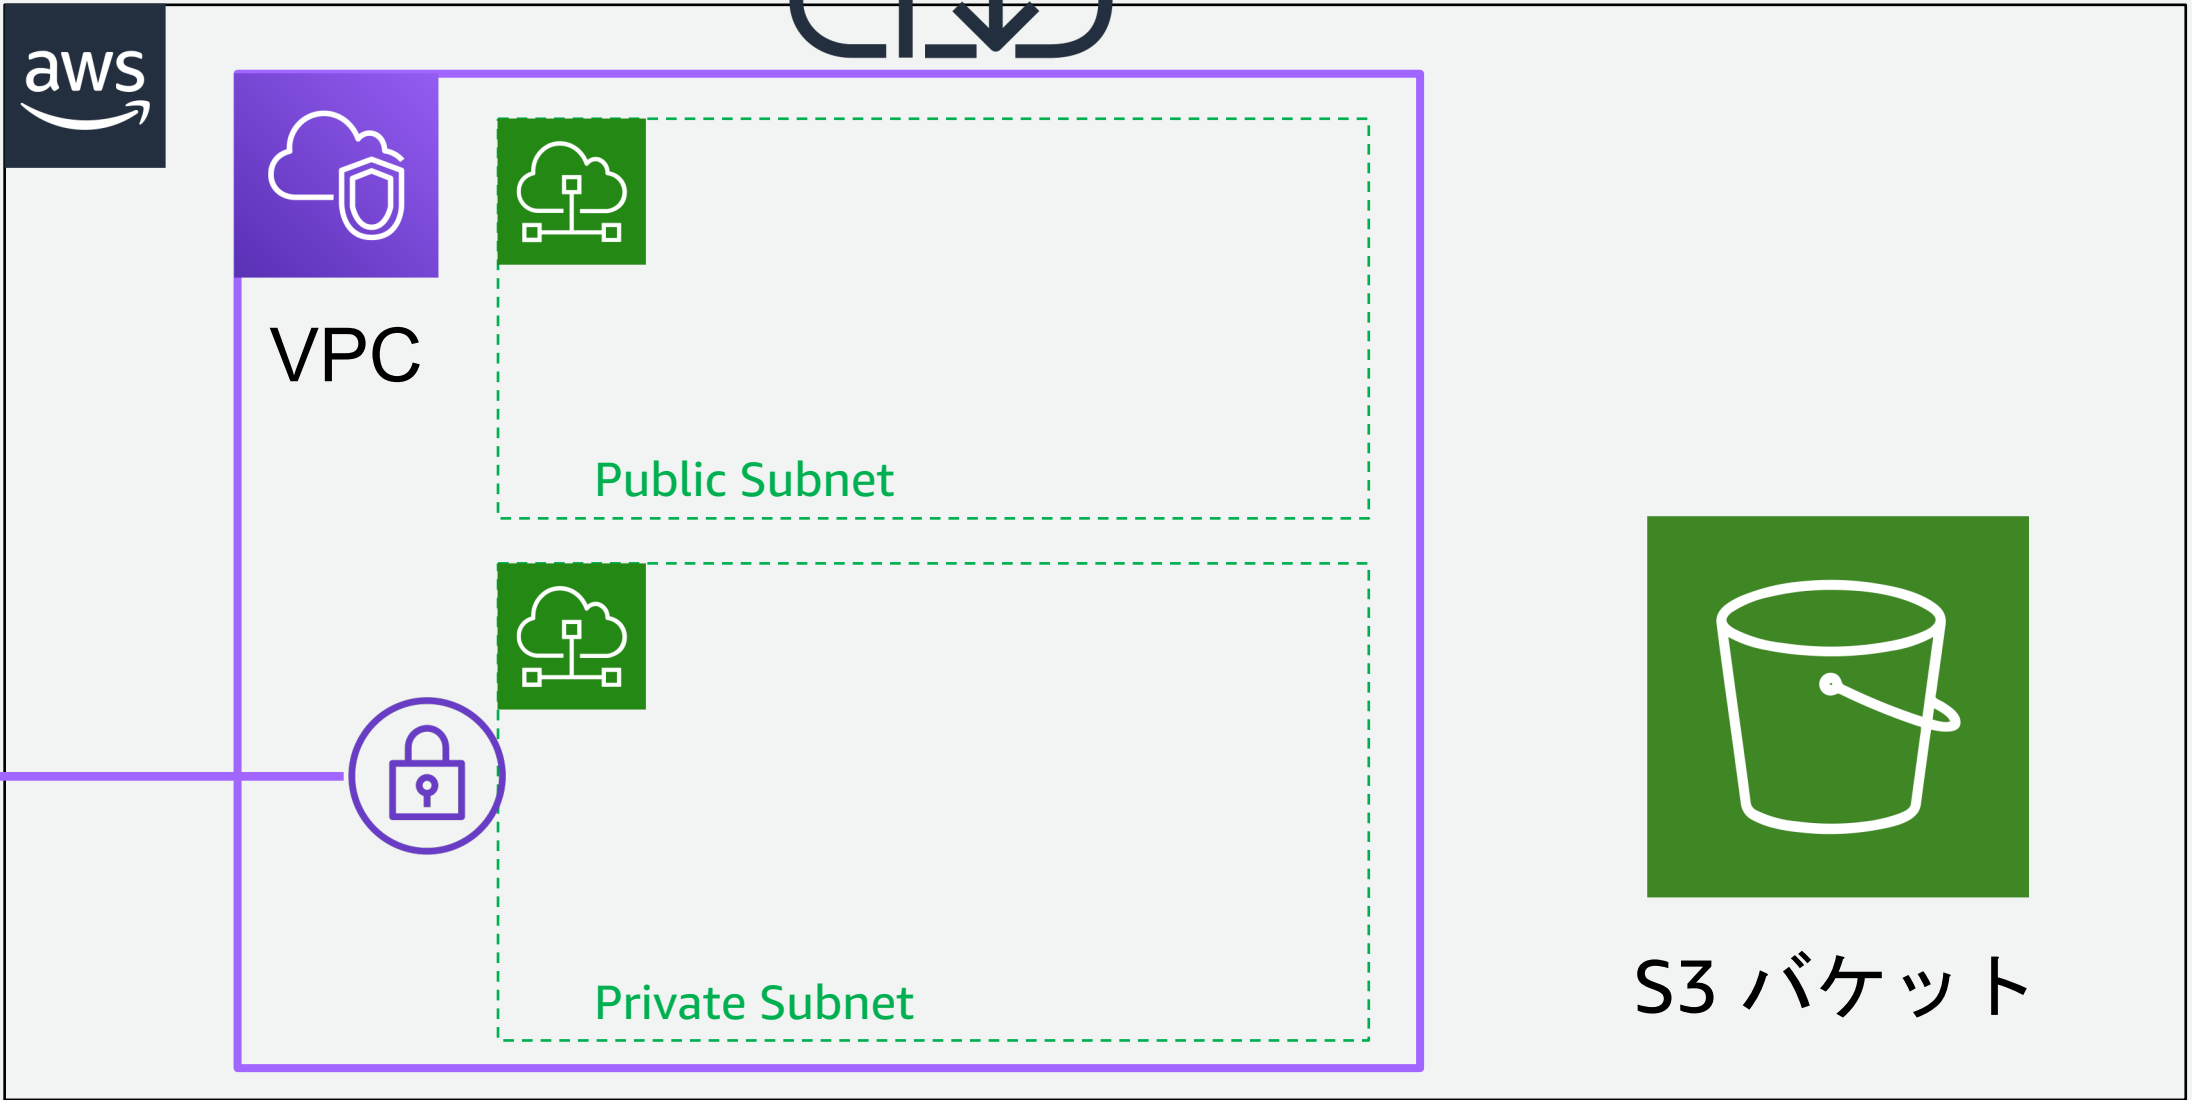 aws
VPC
Public Subnet
Private Subnet
S3 バケット